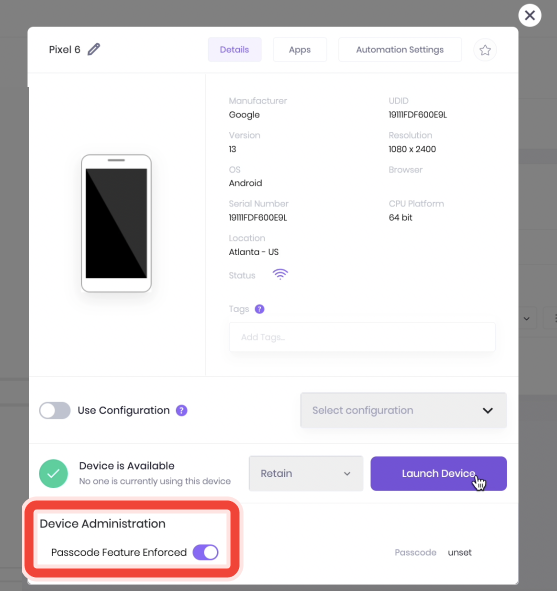 Pixel 6
Details
Apps
Automation Settings
Manufacturer
Google
UDID
19111FDF600E9L
Version
13
Resolution
1080 x 2400
OS
Android
Browser
Serial Number
19111FDF600E9L
CPU Platform
64 bit
Location
Atlanta - US
Status
Tags ?
Add Tags..
Use Configuration ?
Select configuration
Device is Available
No one is currently using this device
Retain
Launch Device
Device Administration
Passcode Feature Enforced
Passcode unset